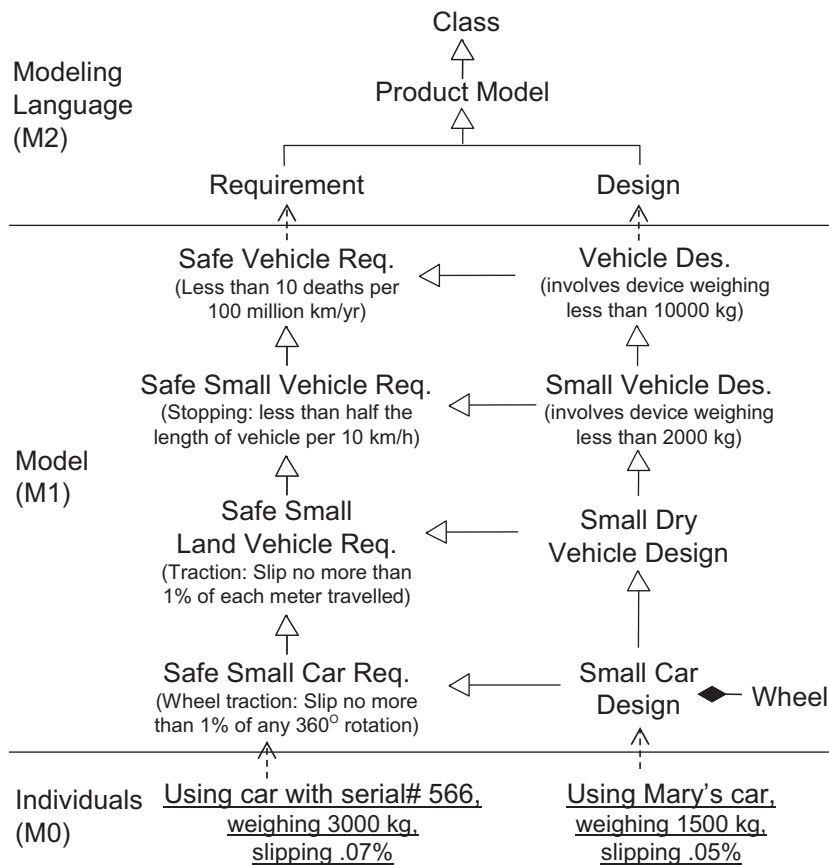 Class
Modeling
Language
(M2)
Product Model
Requirement
Design
Safe Vehicle Req.
(Less than 10 deaths per
100 million km/yr)
Vehicle Des.
(involves device weighing
less than 10000 kg)
Safe Small Vehicle Req.
(Stopping: less than half the
length of vehicle per 10 km/h)
Small Vehicle Des.
(involves device weighing
less than 2000 kg)
Model
(M1)
Safe Small
Land Vehicle Req.
(Traction: Slip no more than
1% of each meter travelled)
Small Dry
Vehicle Design
Safe Small Car Req.
(Wheel traction: Slip no more
than 1% of any 360° rotation)
Small Car
Design
Wheel
Individuals
(M0)
Using car with serial# 566,
weighing 3000 kg,
slipping .07%
Using Mary's car,
weighing 1500 kg,
slipping .05%